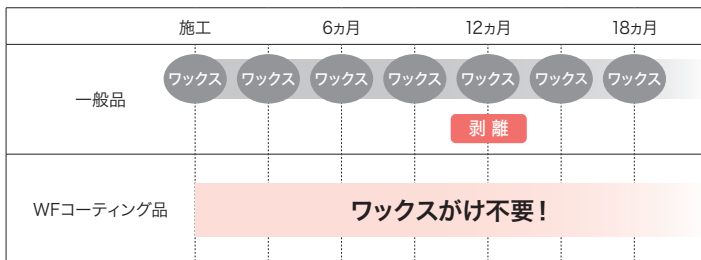 施工 6ヵ月 12ヵ月 18ヵ月
ワックス ワックス ワックス ワックス ワックス ワックス ワックス
一般品
剥離
WFコーティング品 ワックスがけ不要！